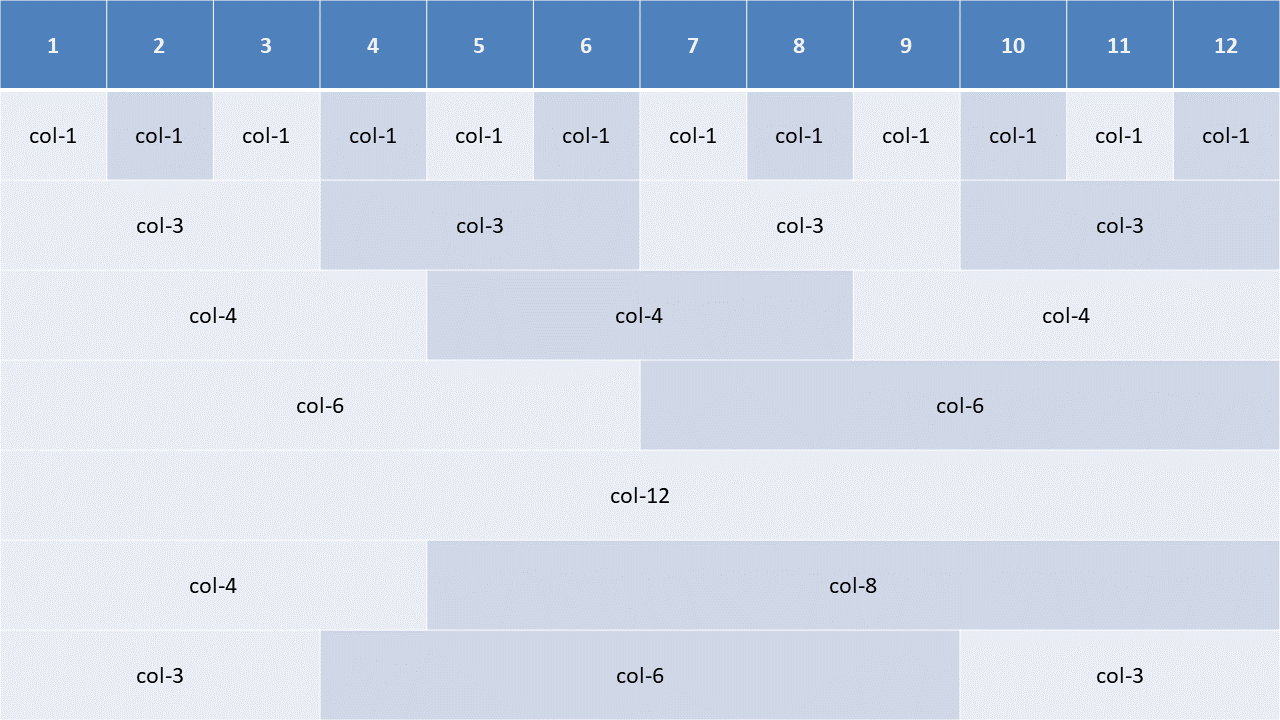 1 2 3 4 5 6 7 8 9 10 11 12
col-1 col-1 col-1 col-1 col-1 col-1 col-1 col-1 col-1 col-1 col-1 col-1
col-3 col-3 col-3 col-3
col-4 col-4 col-4
col-6 col-6
col-12
col-4 col-8
col-3 col-6 col-3